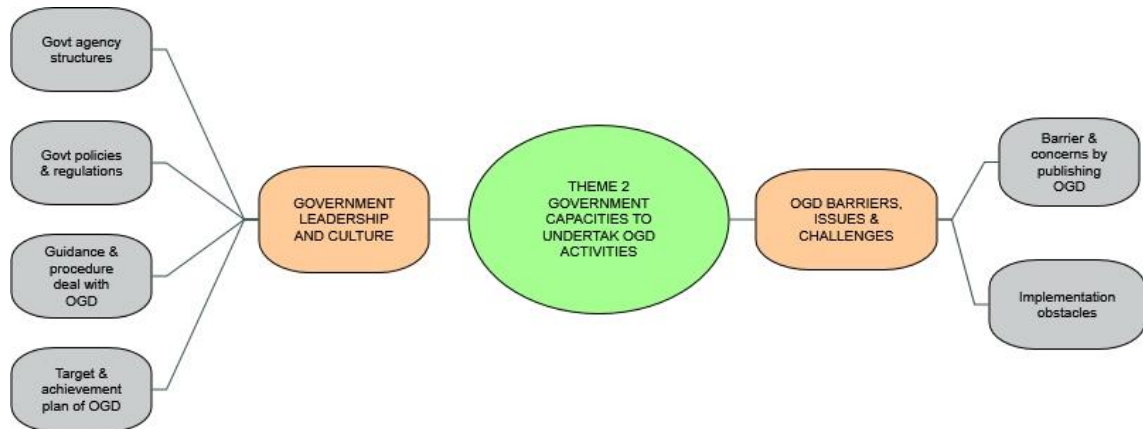 Govt agency
structures
Govt policies
& regulations
Guidance &
procedure
deal with
OGD
Target &
achievement
plan of OGD
GOVERNMENT
LEADERSHIP
AND CULTURE
THEME 2
GOVERNMENT
CAPACITIES TO
UNDERTAK OGD
ACTIVITIES
OGD BARRIERS,
ISSUES &
CHALLENGES
Barrier &
concerns by
publishing
OGD
Implementation
obstacles